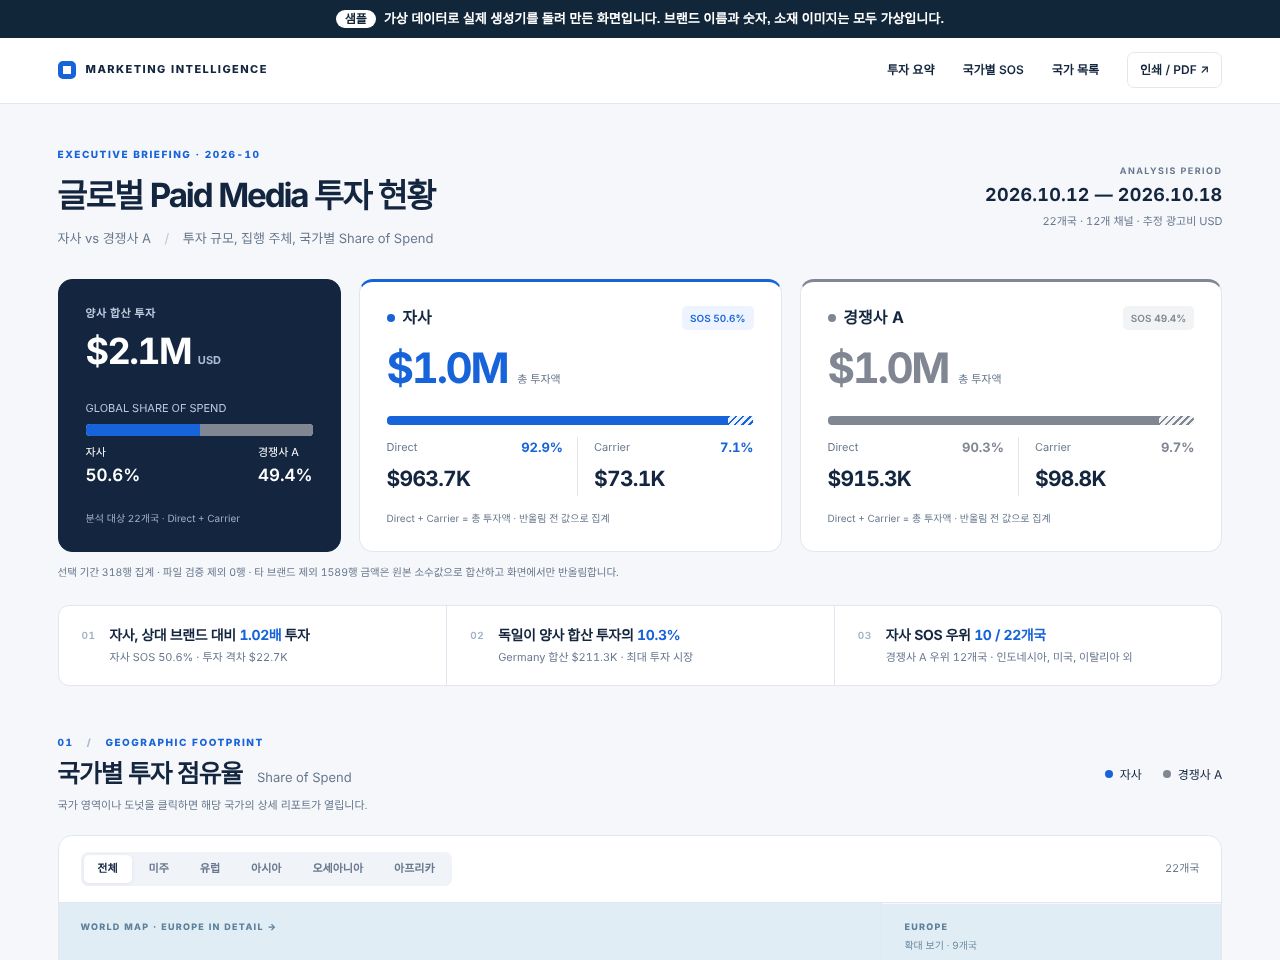 샘플 가상 데이터로 실제 생성기를 돌려 만든 화면입니다. 브랜드 이름과 숫자, 소재 이미지는 모두 가상입니다.
MARKETING INTELLIGENCE
투자 요약 국가별 SOS 국가 목록 인쇄 / PDF ↗
EXECUTIVE BRIEFING · 2026-10
글로벌 Paid Media 투자 현황
자사 vs 경쟁사 A / 투자 규모, 집행 주체, 국가별 Share of Spend
ANALYSIS PERIOD
2026.10.12 — 2026.10.18
22개국 · 12개 채널 · 추정 광고비 USD
양사 합산 투자
$2.1M USD
GLOBAL SHARE OF SPEND
자사 경쟁사 A
50.6% 49.4%
분석 대상 22개국 · Direct + Carrier
자사 SOS 50.6%
$1.0M 총 투자액
Direct 92.9% Carrier 7.1%
$963.7K $73.1K
Direct + Carrier = 총 투자액 · 반올림 전 값으로 집계
경쟁사 A SOS 49.4%
$1.0M 총 투자액
Direct 90.3% Carrier 9.7%
$915.3K $98.8K
Direct + Carrier = 총 투자액 · 반올림 전 값으로 집계
선택 기간 318행 집계 · 파일 검증 제외 0행 · 타 브랜드 제외 1589행 금액은 원본 소수값으로 합산하고 화면에서만 반올림합니다.
01 자사, 상대 브랜드 대비 1.02배 투자
자사 SOS 50.6% · 투자 격차 $22.7K
02 독일이 양사 합산 투자의 10.3%
Germany 합산 $211.3K · 최대 투자 시장
03 자사 SOS 우위 10 / 22개국
경쟁사 A 우위 12개국 · 인도네시아, 미국, 이탈리아 외
01 / GEOGRAPHIC FOOTPRINT
국가별 투자 점유율 Share of Spend
자사 경쟁사 A
국가 영역이나 도넛을 클릭하면 해당 국가의 상세 리포트가 열립니다.
전체 미주 유럽 아시아 오세아니아 아프리카 22개국
WORLD MAP · EUROPE IN DETAIL →
EUROPE
확대 보기 · 9개국